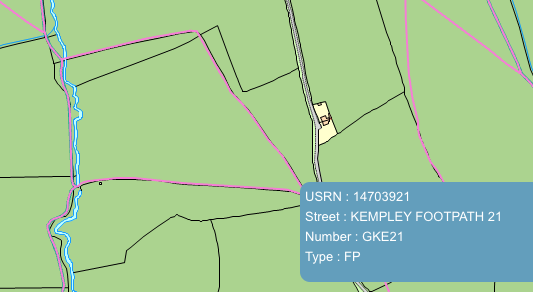 USRN : 14703921
Street : KEMPLEY FOOTPATH 21
Number : GKE21
Type : FP